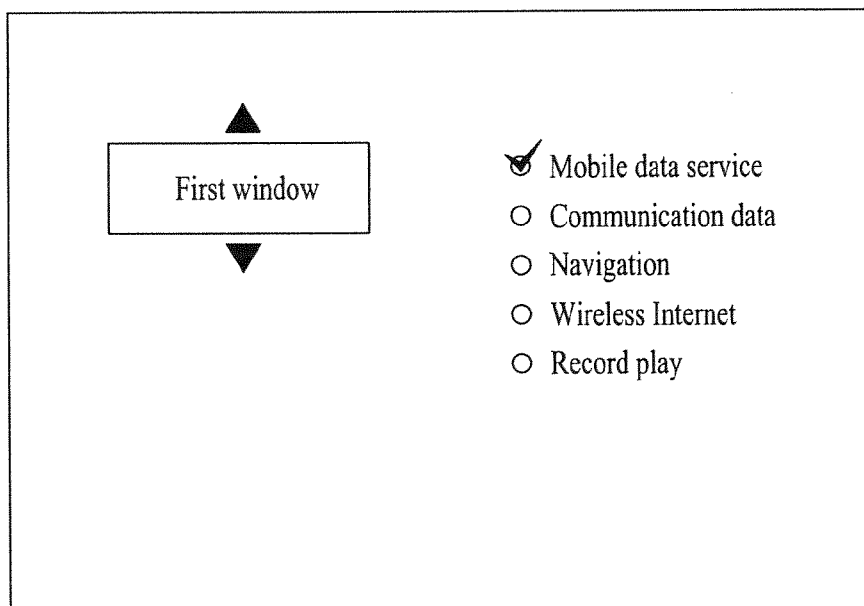 First window
Mobile data service
Communication data
Navigation
Wireless Internet
Record play